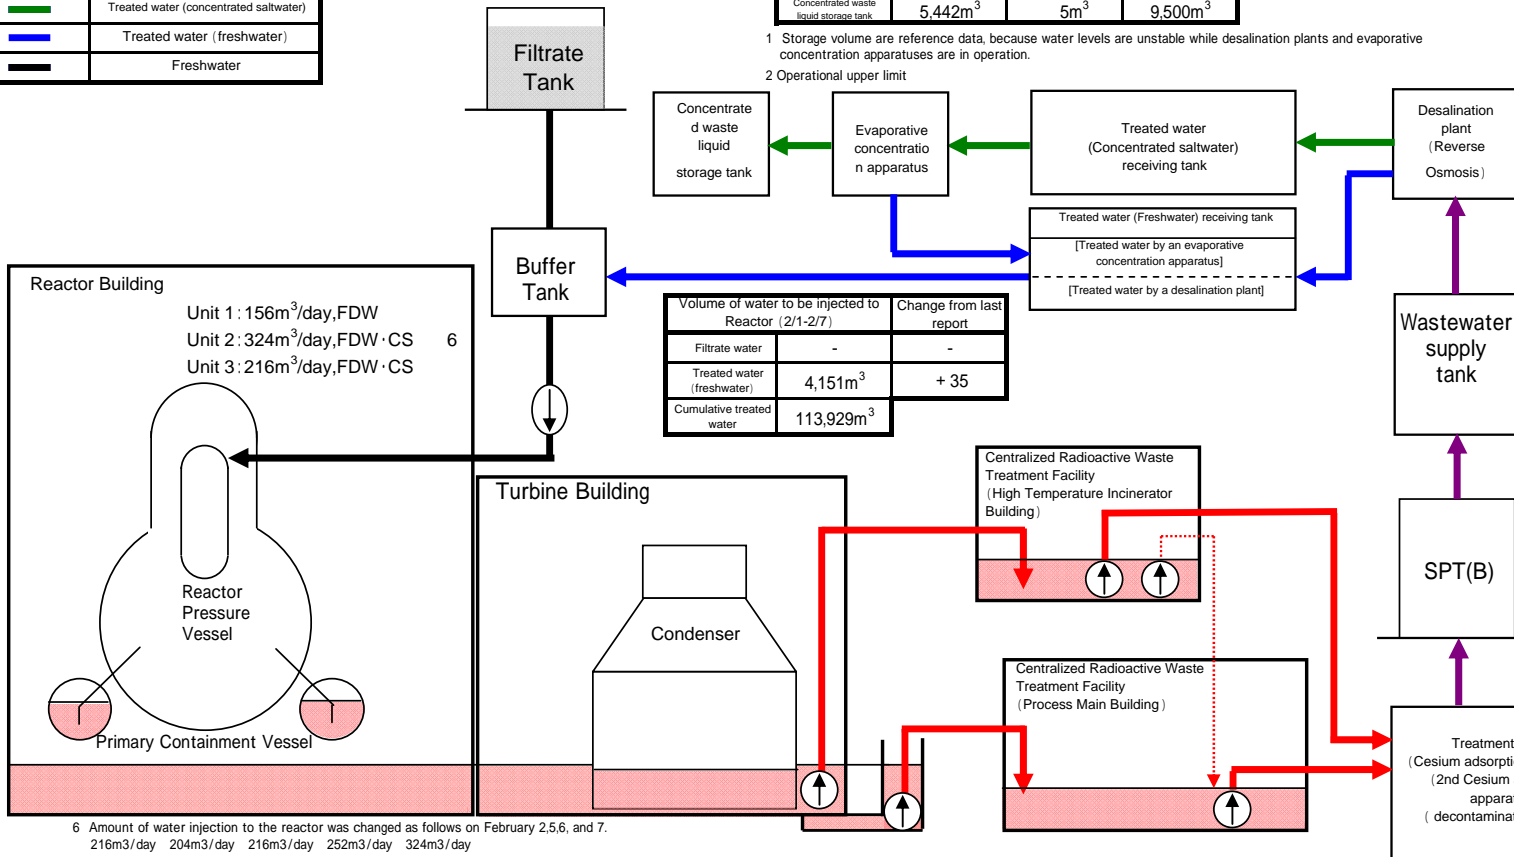 Treated water (concentrated saltwater)
Treated water (freshwater)
Freshwater
Concentrated waste
liquid storage tank
5,442m3
5m3
9,500m3
1 Storage volume are reference data, because water levels are unstable while desalination plants and evaporative
concentration apparatuses are in operation.
2 Operational upper limit
Filtrate
Tank
Concentrate
d waste
liquid
storage tank
Evaporative
concentratio
n apparatus
Treated water
(Concentrated saltwater)
receiving tank
Desalination
plant
(Reverse
Osmosis)
Treated water (Freshwater) receiving tank
[Treated water by an evaporative
concentration apparatus]
[Treated water by a desalination plant]
Buffer
Tank
Reactor Building
Unit 1:156m3/day,FDW
Unit 2:324m3/day,FDW·CS 6
Unit 3:216m3/day,FDW·CS
Volume of water to be injected to
Reactor (2/1-2/7)
Change from last
report
Filtrate water
-
-
Treated water
(freshwater)
4,151m3
+ 35
Cumulative treated
water
113,929m3
Wastewater
supply
tank
Centralized Radioactive Waste
Treatment Facility
(High Temperature Incinerator
Building)
Turbine Building
SPT(B)
Reactor
Pressure
Vessel
Condenser
Centralized Radioactive Waste
Treatment Facility
(Process Main Building)
Primary Containment Vessel
Treatment
(Cesium adsorpti
(2nd Cesium
appara
( decontamina
6 Amount of water injection to the reactor was changed as follows on February 2,5,6, and 7.
216m3/day 204m3/day 216m3/day 252m3/day 324m3/day